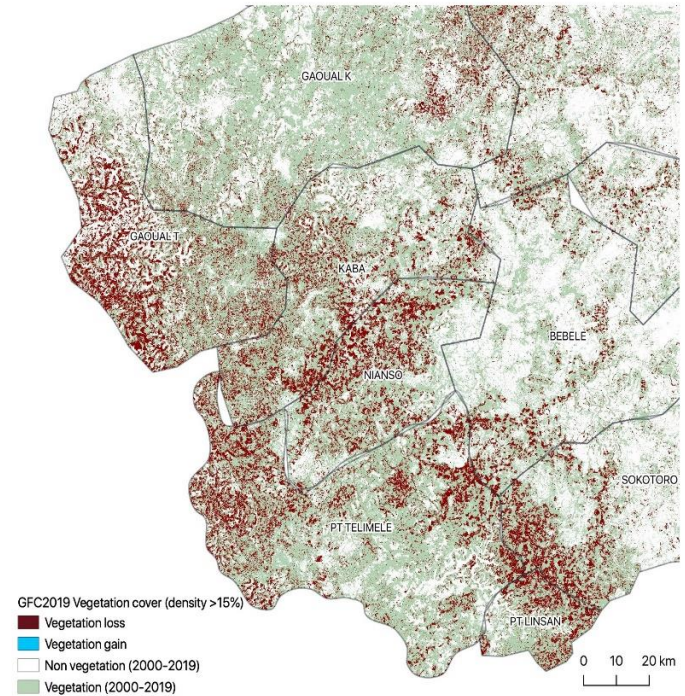 GAOUAL K
GAOUAL T
KABA
BEBELE
NIANSO
SOKOTORO
PT TELIMELE
PT LINSAN
GFC2019 Vegetation cover (density >15%)
Vegetation loss
Vegetation gain
Non vegetation (2000-2019)
Vegetation (2000-2019)
0 10 20 km